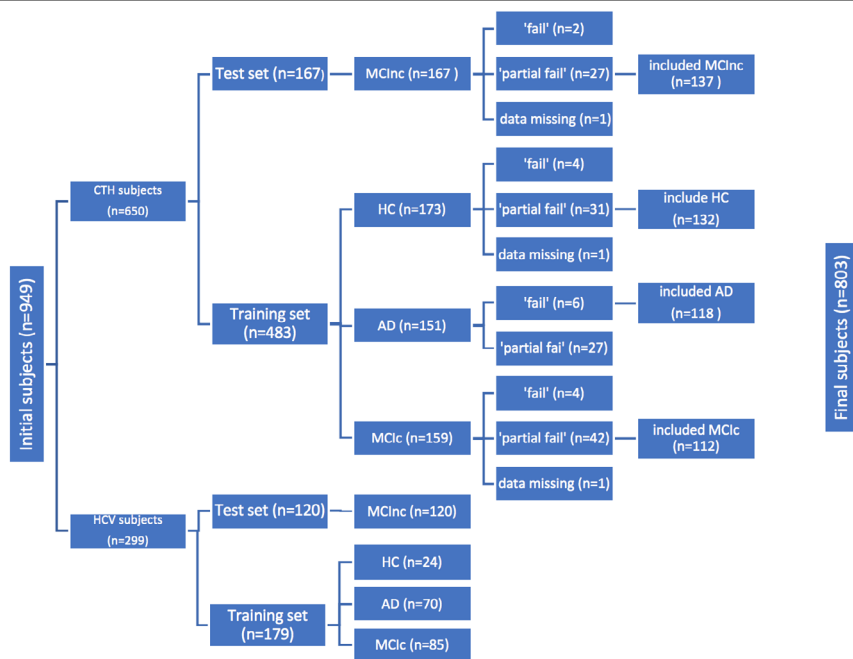 Initial subjects (n=949)
CTH subjects
(n=650)
Test set (n=167)
MCInc (n=167 )
'fail' (n=2)
'partial fail' (n=27)
data missing (n=1)
included MCInc
(n=137 )
Training set
(n=483)
HC (n=173)
'fail' (n=4)
'partial fail' (n=31)
data missing (n=1)
include HC
(n=132)
AD (n=151)
'fail' (n=6)
'partial fai' (n=27)
included AD
(n=118 )
MCIc (n=159)
'fail' (n=4)
'partial fail' (n=42)
data missing (n=1)
included MCIc
(n=112)
HCV subjects
(n=299)
Test set (n=120)
MCInc (n=120)
Training set
(n=179)
HC (n=24)
AD (n=70)
MCIc (n=85)
Final subjects (n=803)